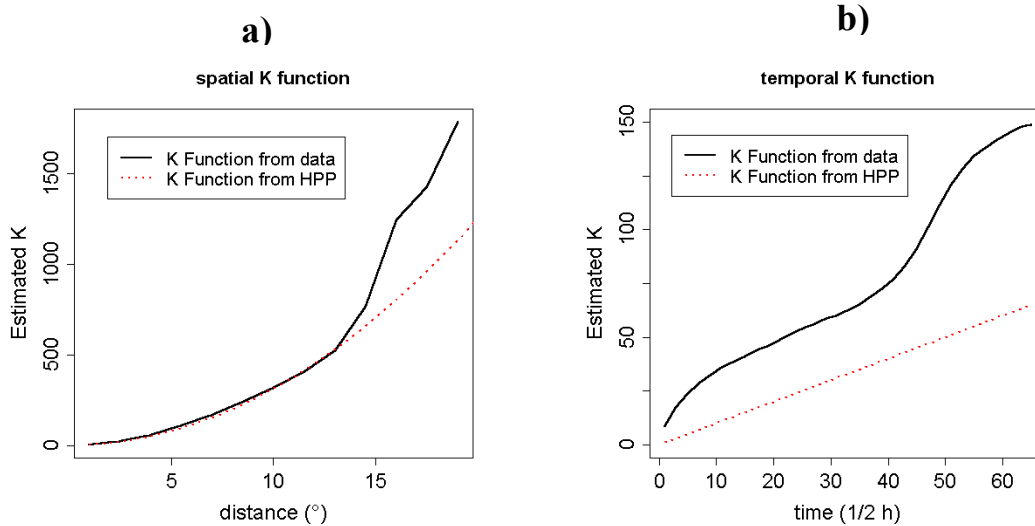 a)
spatial K function
K Function from data
K Function from HPP
Estimated K
0
500
1000
1500
5
10
15
distance (°)
b)
temporal K function
K Function from data
K Function from HPP
Estimated K
0
50
100
150
0
10
20
30
40
50
60
time (1/2 h)